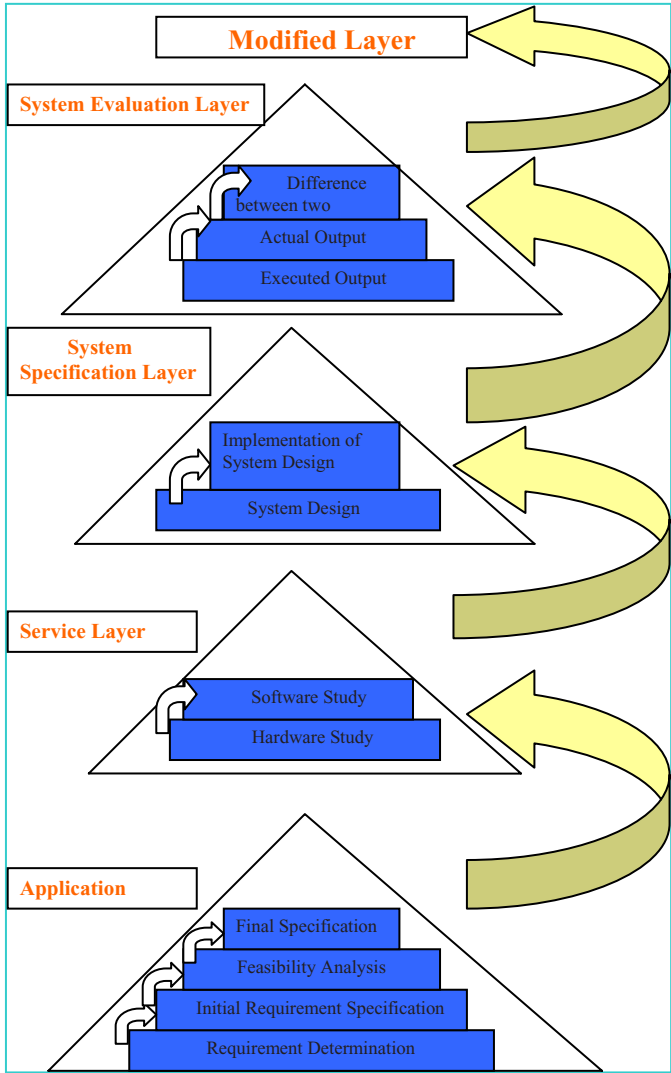 Modified Layer
System Evaluation Layer
Difference
between two
Actual Output
Executed Output
System
Specification Layer
Implementation of
System Design
System Design
Service Layer
Software Study
Hardware Study
Application
Final Specification
Feasibility Analysis
Initial Requirement Specification
Requirement Determination